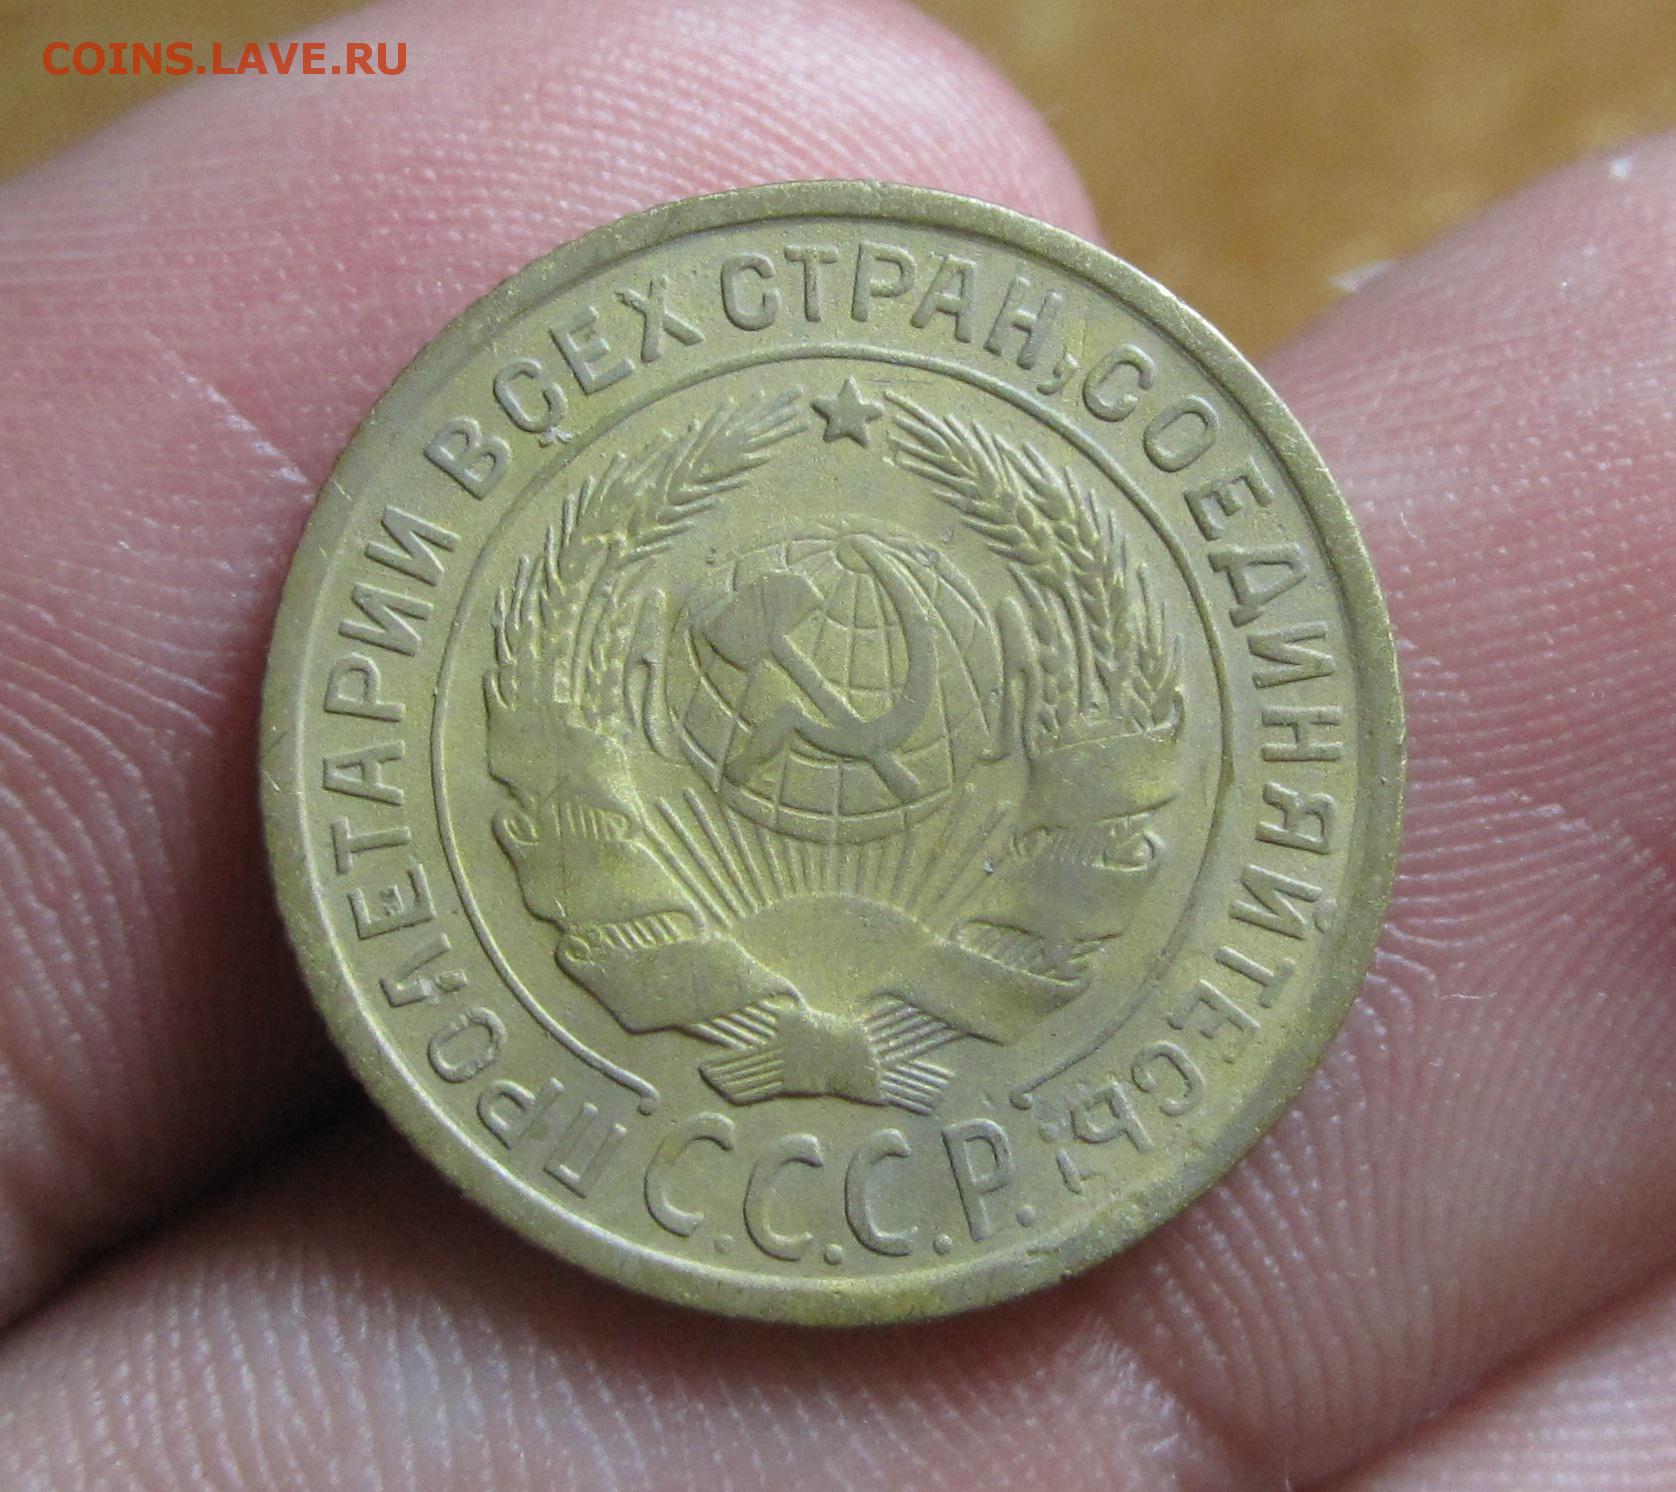 COINS.LAVE.RU
ПРОЛЕТАРИИ ВСЕХ СТРАН, СОЕДИНЯЙТЕСЬ!
С.С.С.Р.